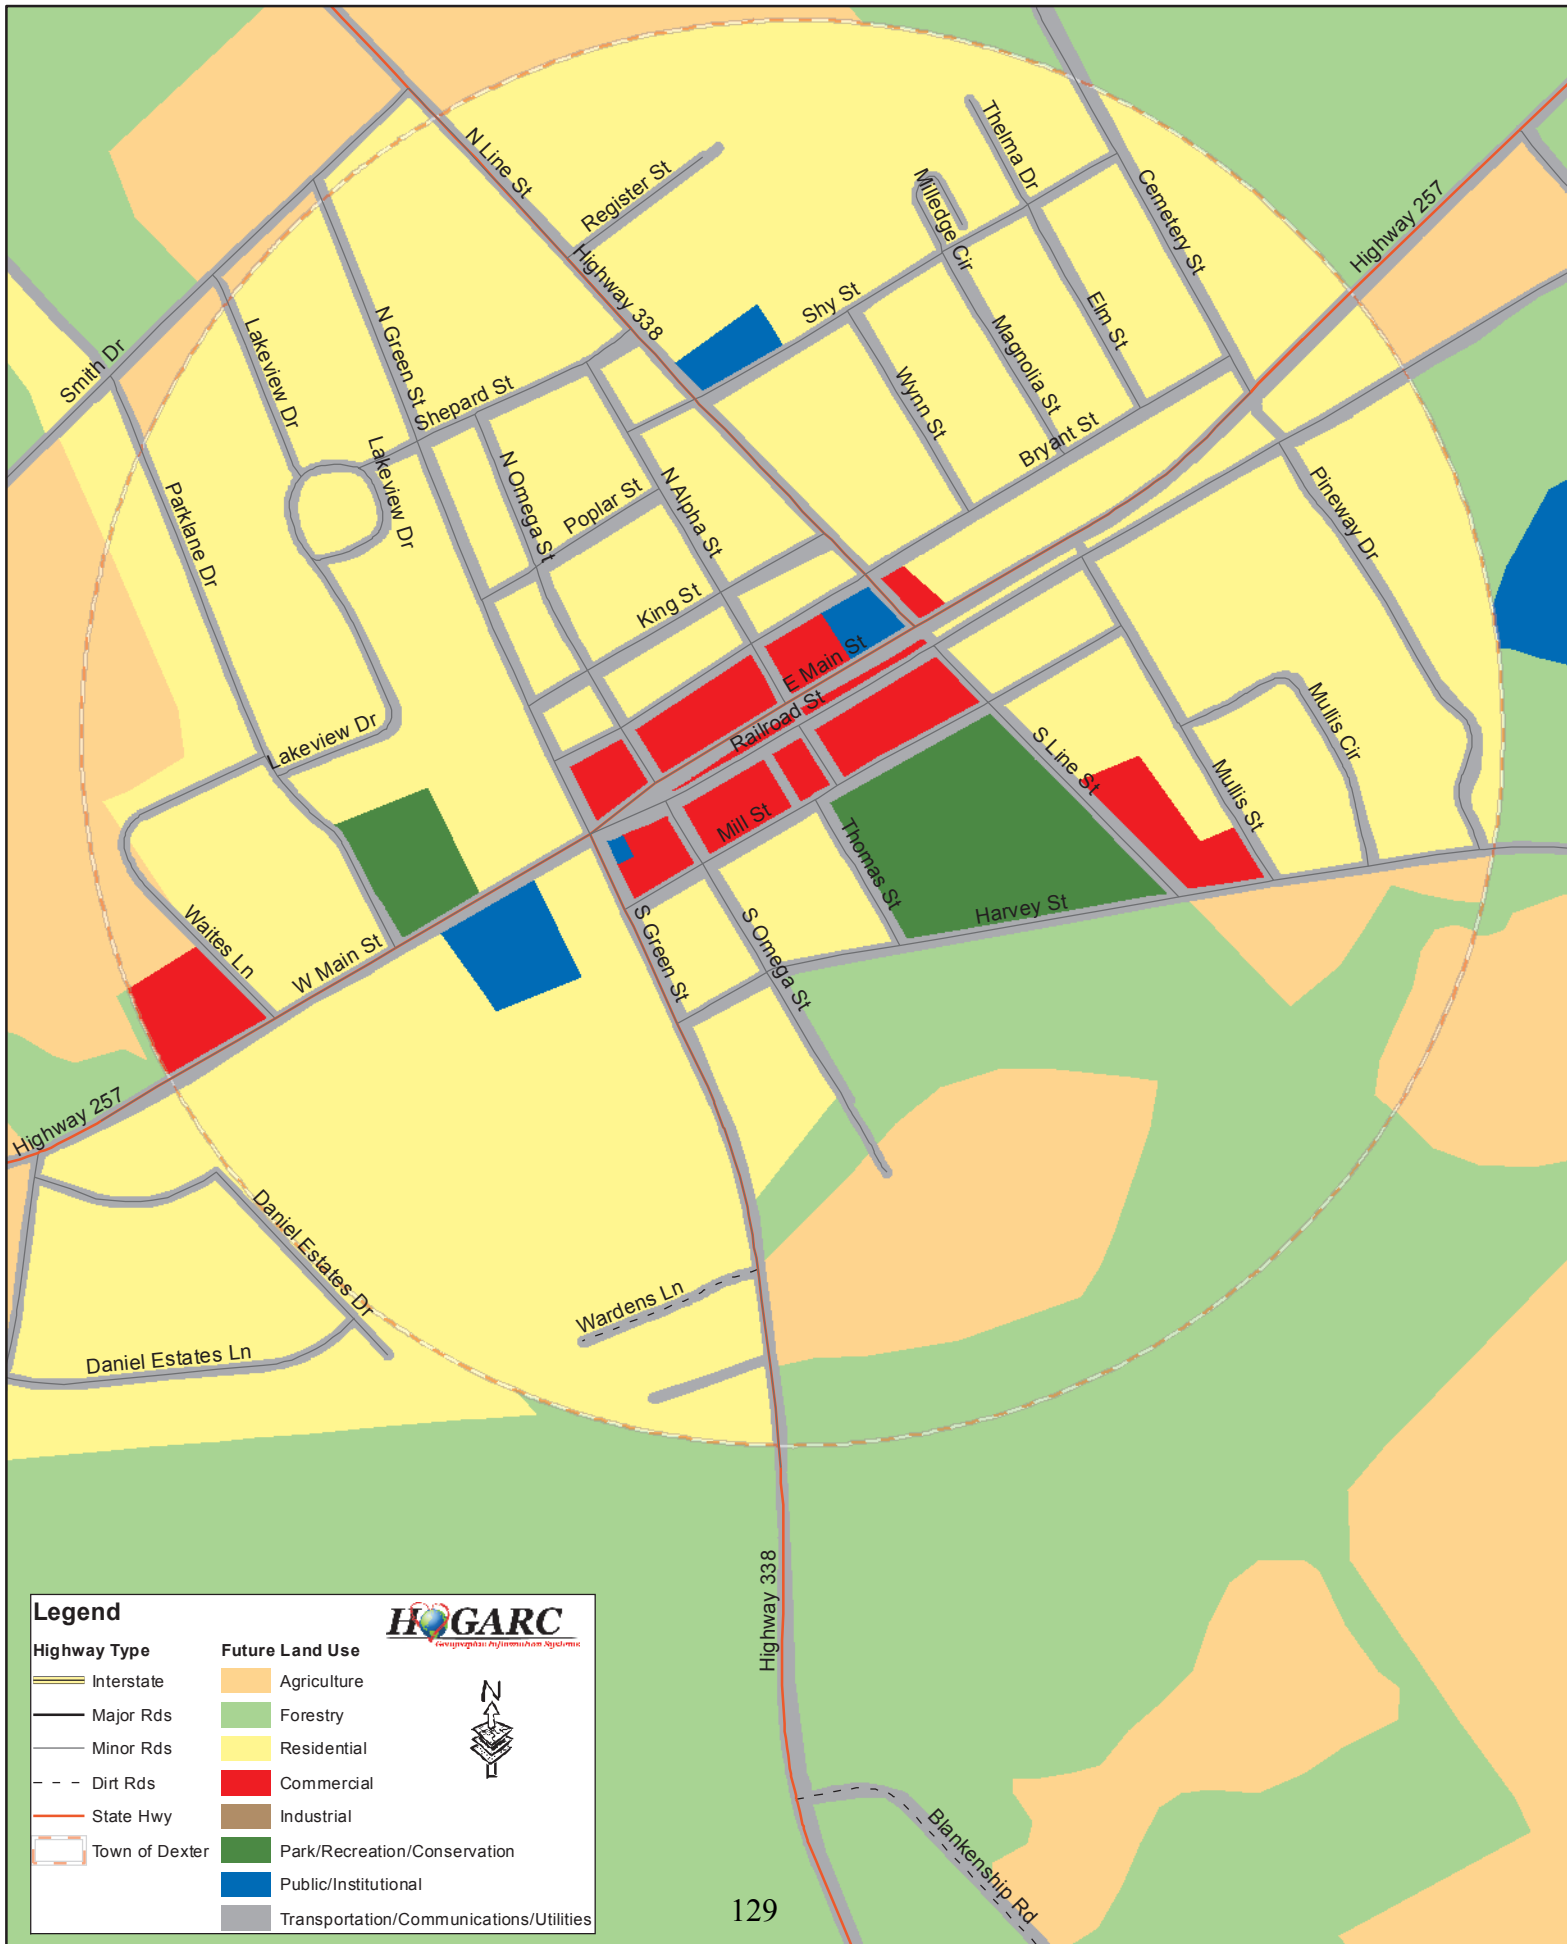 N Line St
Register St
Highway 338
Thelma Dr
Milledge Cir
Cemetery St
Highway 257
Shy St
Elm St
Magnolia St
Wynn St
Bryant St
Smith Dr
Lakeview Dr
N Green St
Shepard St
Lakeview Dr
Parklane Dr
N Omega St
Poplar St
N Alpha St
King St
Pineway Dr
E Main St
Railroad St
Lakeview Dr
Mill St
S Line St
Mullis Cir
Mullis St
Thomas St
Harvey St
Waites Ln
W Main St
S Green St
S Omega St
Highway 257
Daniel Estates Dr
Wardens Ln
Daniel Estates Ln
Highway 338
Blankenship Rd
Legend
HOGARC
Geographic Information Systems
Highway Type
Interstate
Major Rds
Minor Rds
Dirt Rds
State Hwy
Town of Dexter
Future Land Use
Agriculture
Forestry
Residential
Commercial
Industrial
Park/Recreation/Conservation
Public/Institutional
Transportation/Communications/Utilities
N
129